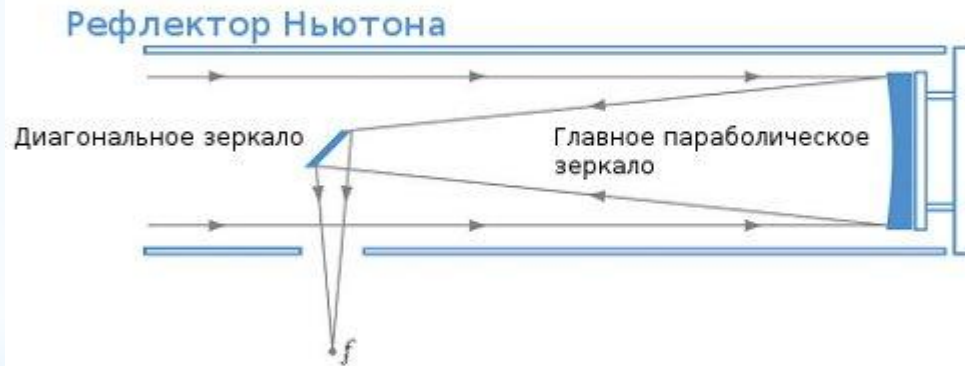 Рефлектор Ньютона
Диагональное зеркало
Главное параболическое
зеркало
f